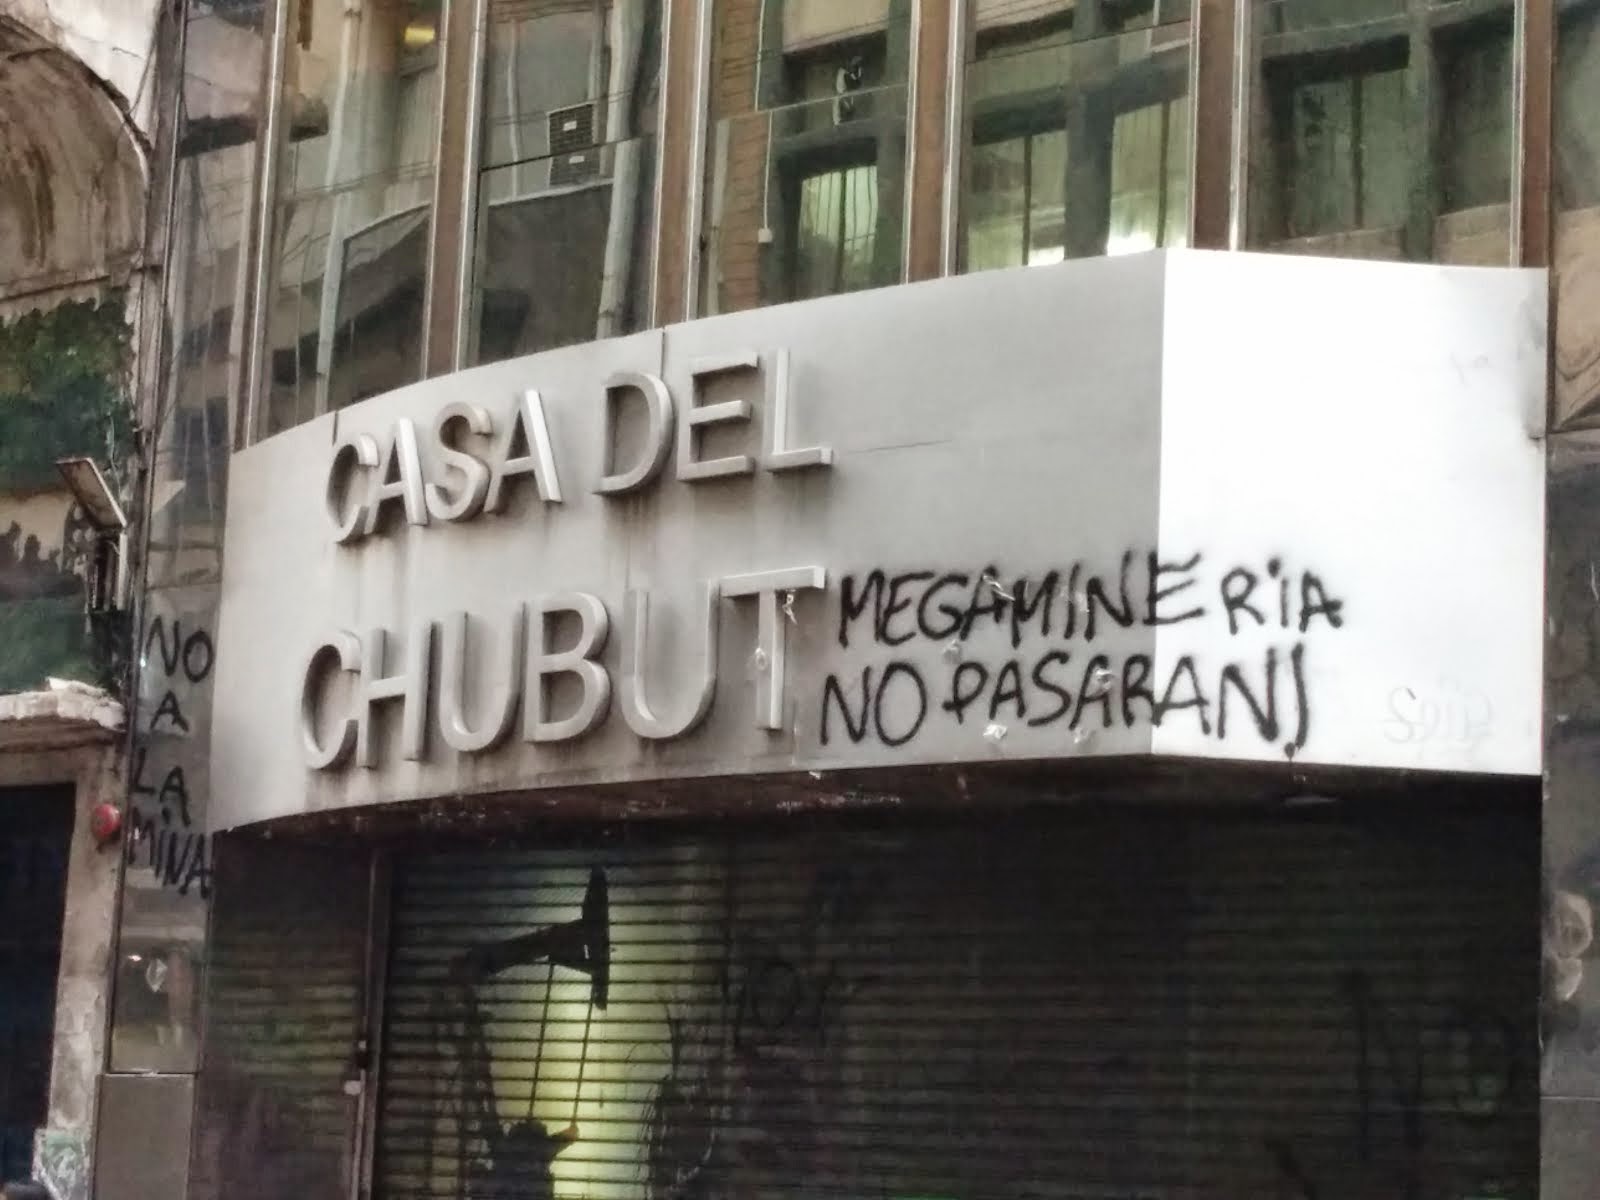 CASA DEL
CHUBUT
MEGAMINERIA
NO PASARAN!
NO
A
LA
MINA